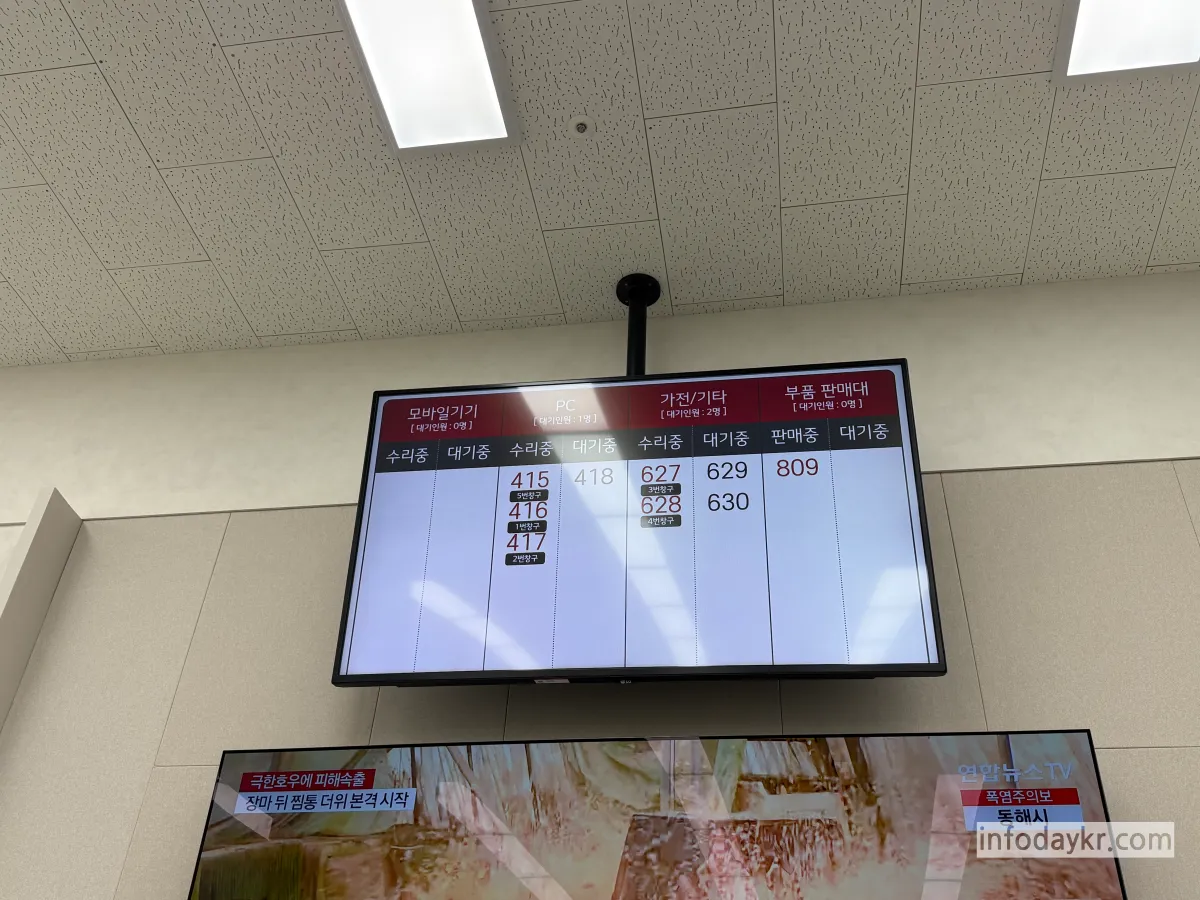 모바일기기
[ 대기인원 : 0명 ]
PC
[ 대기인원 : 1명 ]
가전/기타
[ 대기인원 : 2명 ]
부품 판매대
[ 대기인원 : 0명 ]
수리중 대기중 수리중 대기중 수리중 대기중 판매중 대기중
415
5번창구
416
1번창구
417
2번창구
418
627
3번창구
628
4번창구
629
630
809
LG
극한호우에 피해속출
장마 뒤 찜통 더위 본격 시작
연합뉴스TV
폭염주의보
동해시
infodaykr.com